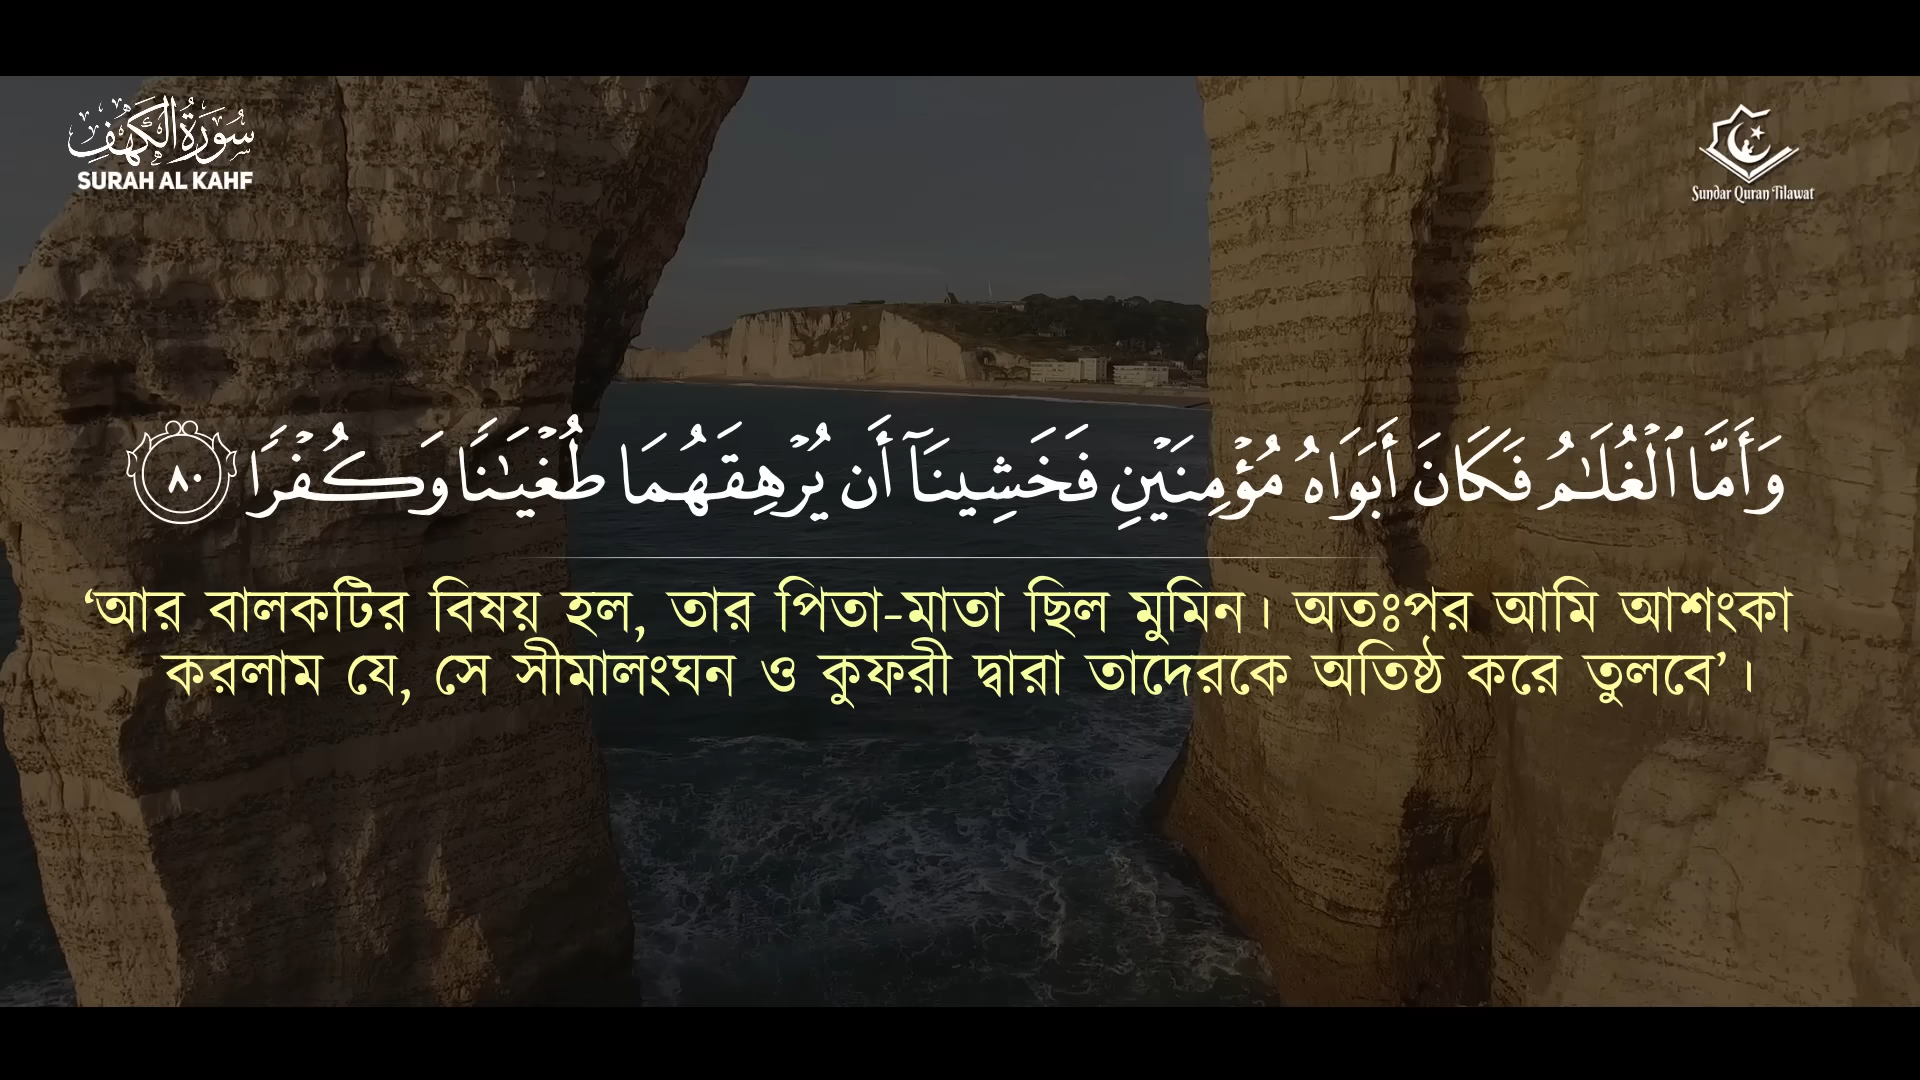 سُورَةُ الْكَهْفِ
SURAH AL KAHF
Sundar Quran Tilawat
وَأَمَّا ٱلۡغُلَٰمُ فَكَانَ أَبَوَاهُ مُؤۡمِنَيۡنِ فَخَشِينَآ أَن يُرۡهِقَهُمَا طُغۡيَٰنٗا وَكُفۡرٗا ٨٠
‘আর বালকটির বিষয় হল, তার পিতা-মাতা ছিল মুমিন। অতঃপর আমি আশংকা
করলাম যে, সে সীমালংঘন ও কুফরী দ্বারা তাদেরকে অতিষ্ঠ করে তুলবে’।